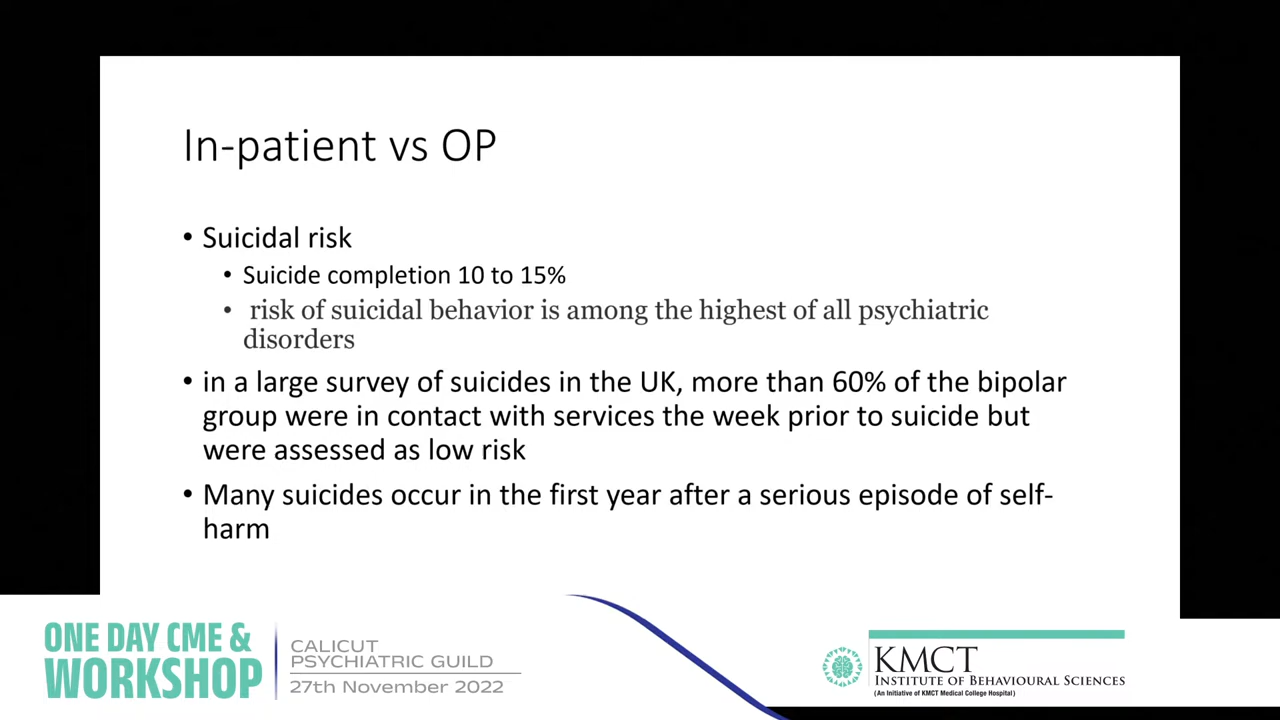 In-patient vs OP
• Suicidal risk
• Suicide completion 10 to 15%
• risk of suicidal behavior is among the highest of all psychiatric
disorders
• in a large survey of suicides in the UK, more than 60% of the bipolar
group were in contact with services the week prior to suicide but
were assessed as low risk
• Many suicides occur in the first year after a serious episode of self-
harm
ONE DAY CME &
WORKSHOP
CALICUT
PSYCHIATRIC GUILD
27th November 2022
KMCT
INSTITUTE OF BEHAVIOURAL SCIENCES
(An Initiative of KMCT Medical College Hospital)